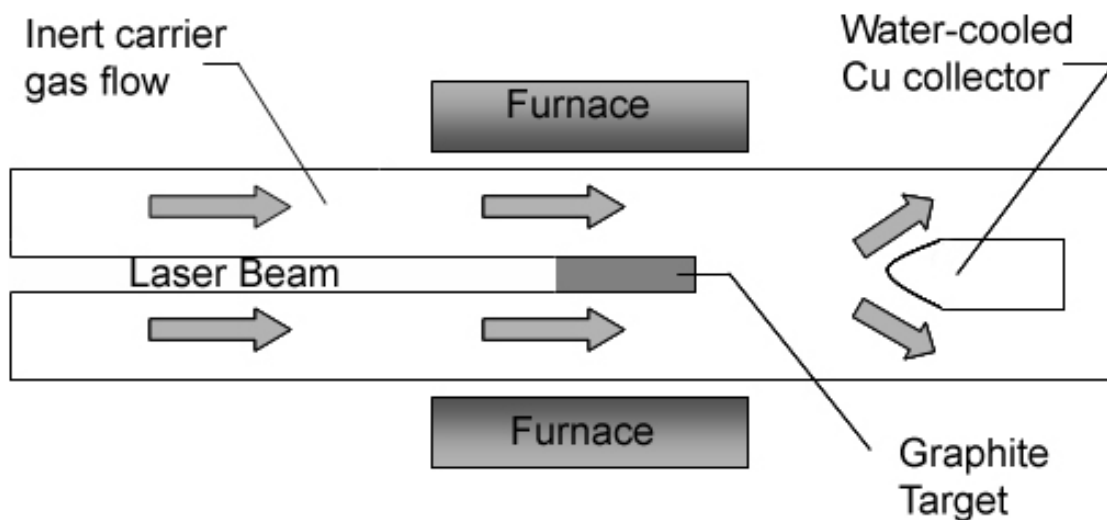 Inert carrier
gas flow
Water-cooled
Cu collector
Furnace
Laser Beam
Furnace
Graphite
Target